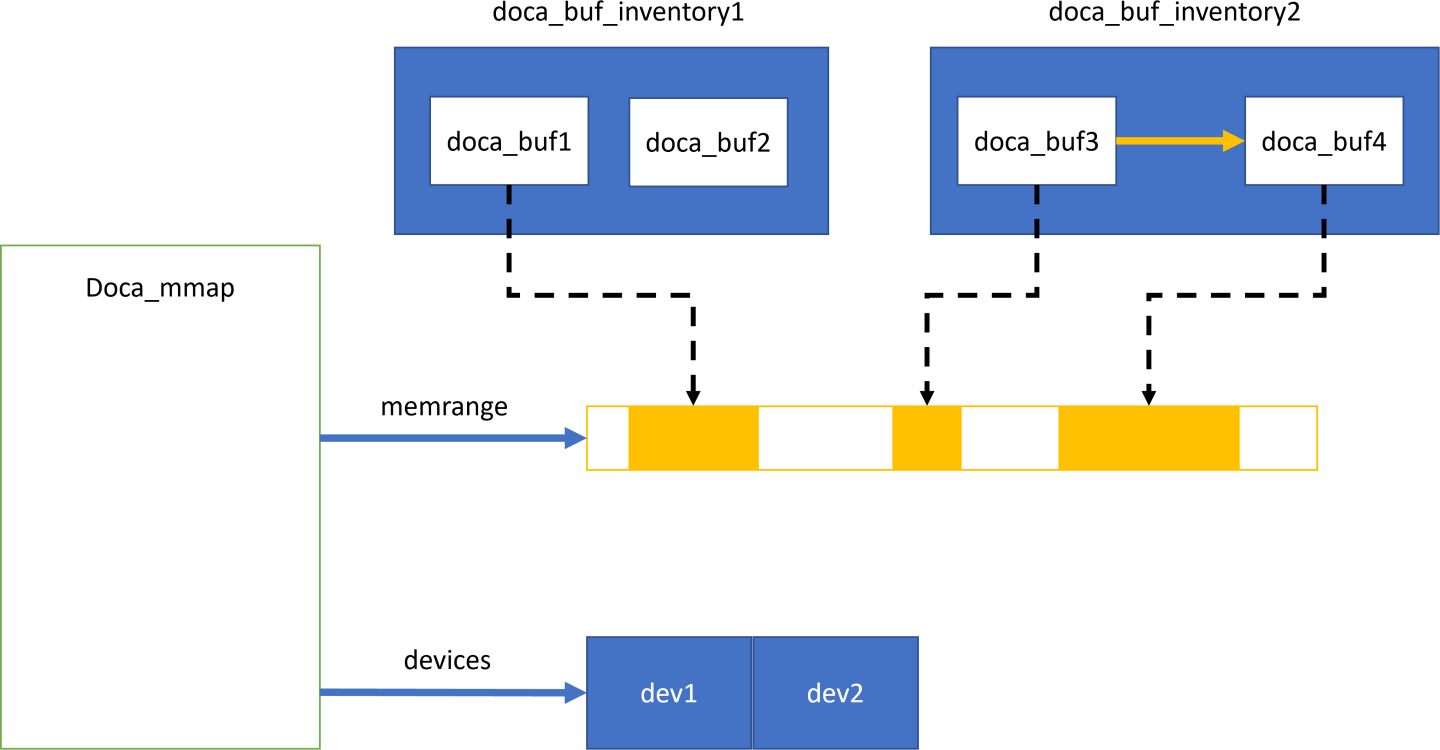 doca_buf_inventory1
doca_buf_inventory2
doca_buf1
doca_buf2
doca_buf3
doca_buf4
Doca_mmap
memrange
devices
dev1
dev2